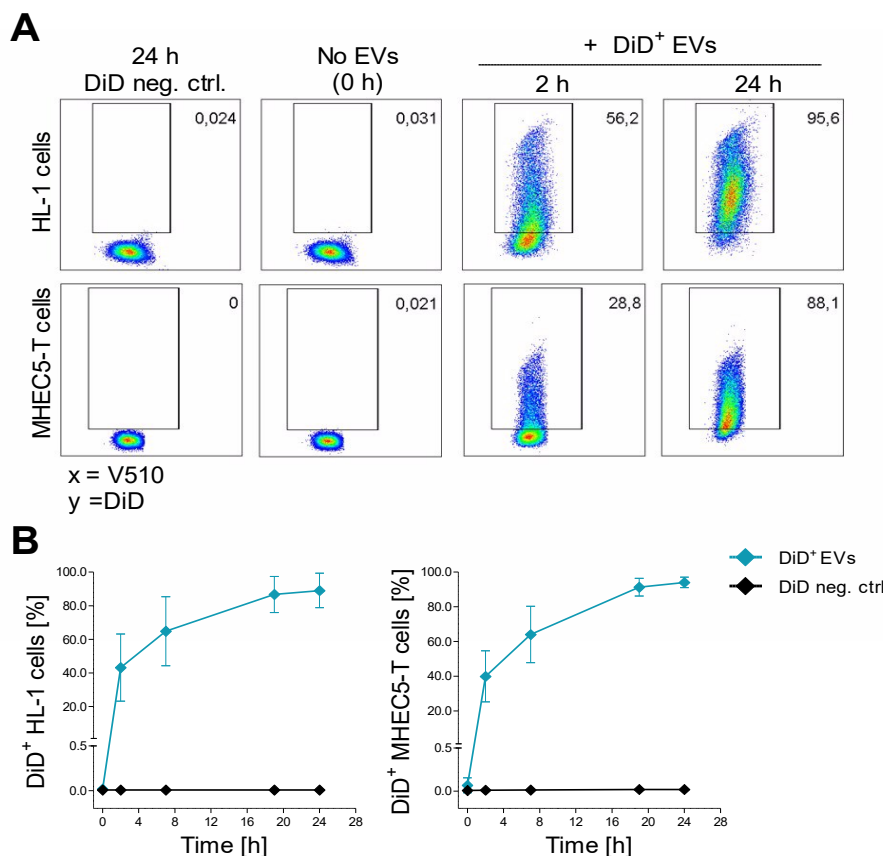 A
24 h
DiD neg. ctrl.
No EVs
(0 h)
+ DiD⁺ EVs
2 h
24 h
HL-1 cells
0,024
0,031
56,2
95,6
MHEC5-T cells
0
0,021
28,8
88,1
x = V510
y =DiD
B
DiD⁺ EVs
DiD neg. ctrl
DiD⁺ HL-1 cells [%]
100.0
80.0
60.0
40.0
20.0
0.5
0.0
0 4 8 12 16 20 24 28
Time [h]
DiD⁺ MHEC5-T cells [%]
100.0
80.0
60.0
40.0
20.0
0.5
0.0
0 4 8 12 16 20 24 28
Time [h]